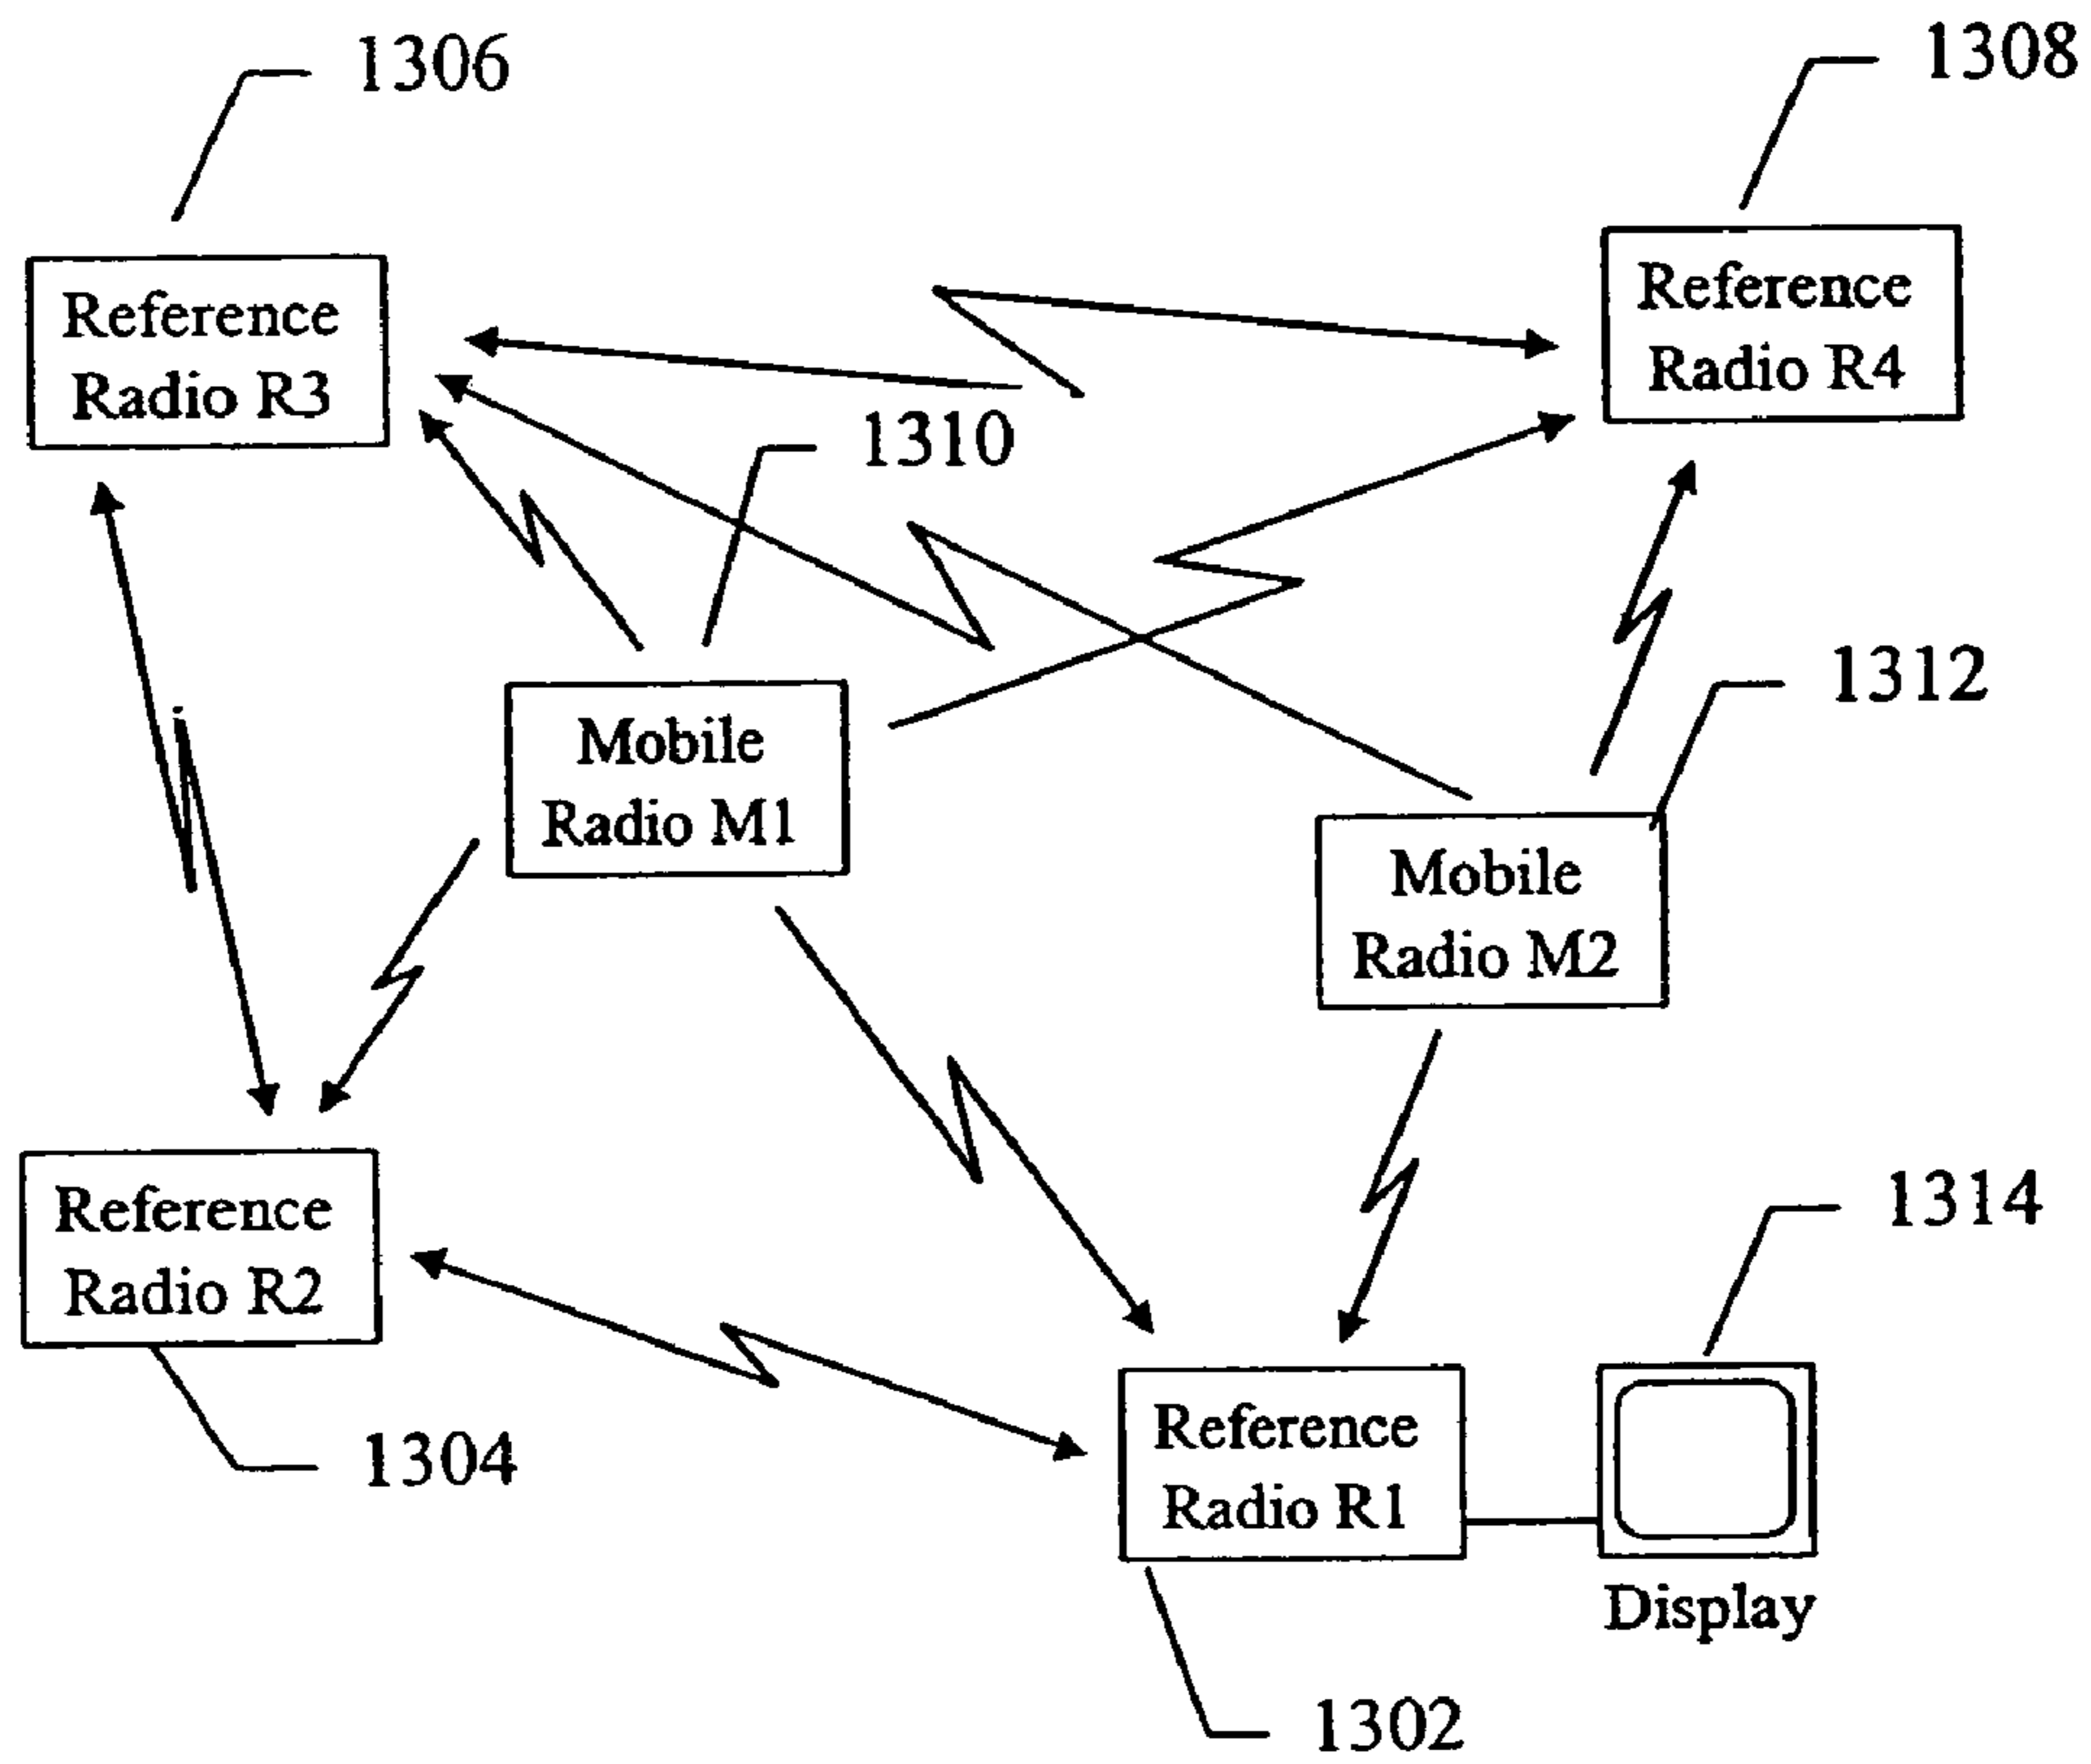 1306
1308
Reference
Radio R3
Reference
Radio R4
1310
1312
Mobile
Radio M1
Mobile
Radio M2
1314
Reference
Radio R2
Reference
Radio R1
1304
Display
1302